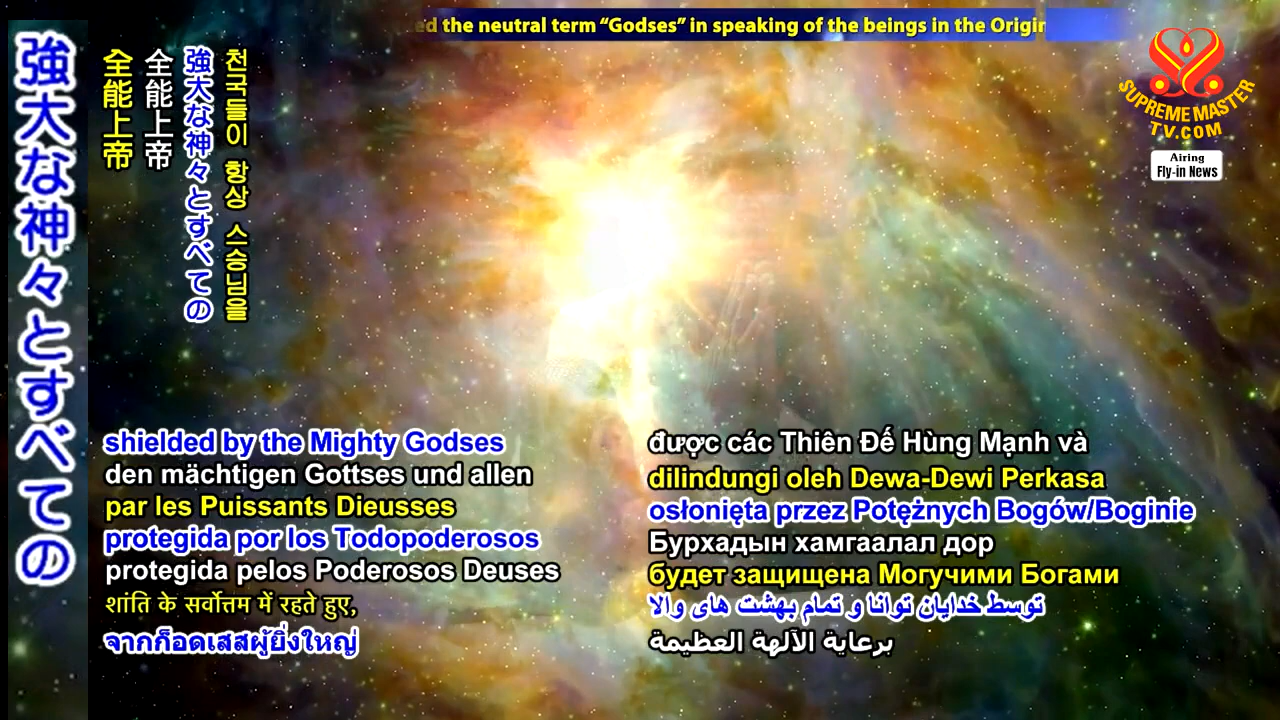 ed the neutral term “Godses” in speaking of the beings in the Origin
SUPREME MASTER
TV.COM
Airing
Fly-in News
強大な神々とすべての
全能上帝
全能上帝
強大な神々とすべての
천국들이 항상 스승님을
shielded by the Mighty Godses
den mächtigen Gottses und allen
par les Puissants Dieusses
protegida por los Todopoderosos
protegida pelos Poderosos Deuses
शांति के सर्वोत्तम में रहते हुए,
จากก็อดเสสผู้ยิ่งใหญ่
được các Thiên Đế Hùng Mạnh và
dilindungi oleh Dewa-Dewi Perkasa
osłonięta przez Potężnych Bogów/Boginie
Бурхадын хамгаалал дор
будет защищена Могучими Богами
توسط خدایان توانا و تمام بهشت های والا
برعاية الآلهة العظيمة